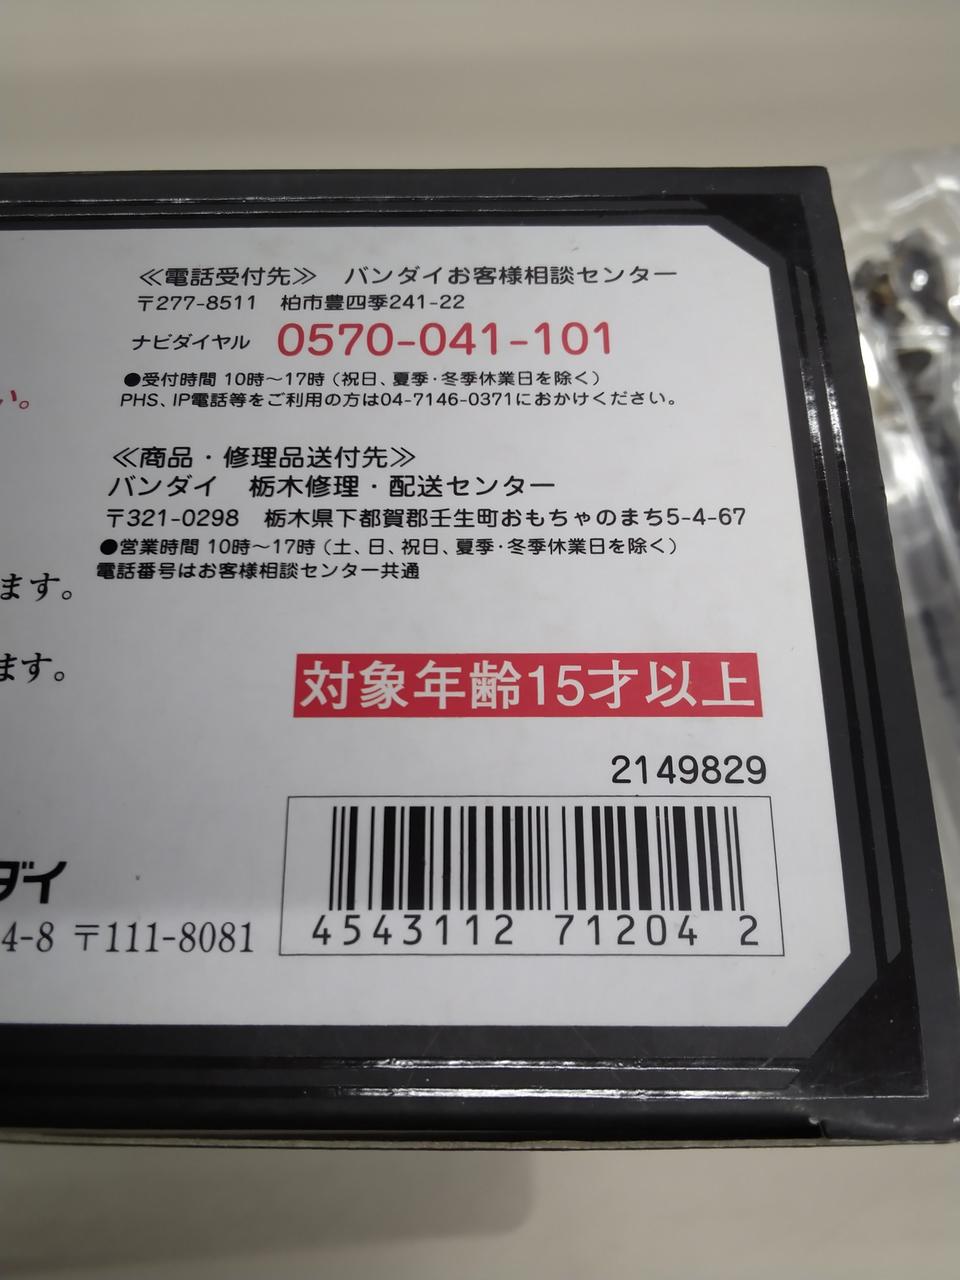 ≪電話受付先≫ バンダイお客様相談センター
〒277-8511 柏市豊四季241-22
ナビダイヤル 0570-041-101
●受付時間 10時～17時（祝日、夏季・冬季休業日を除く）
い。
PHS、IP電話等をご利用の方は04-7146-0371におかけください。
≪商品・修理品送付先≫
バンダイ 栃木修理・配送センター
〒321-0298 栃木県下都賀郡壬生町おもちゃのまち5-4-67
●営業時間 10時～17時（土、日、祝日、夏季・冬季休業日を除く）
電話番号はお客様相談センター共通
ます。
ます。
対象年齢15才以上
2149829
ダイ
4-8 〒111-8081
4543112 71204 2